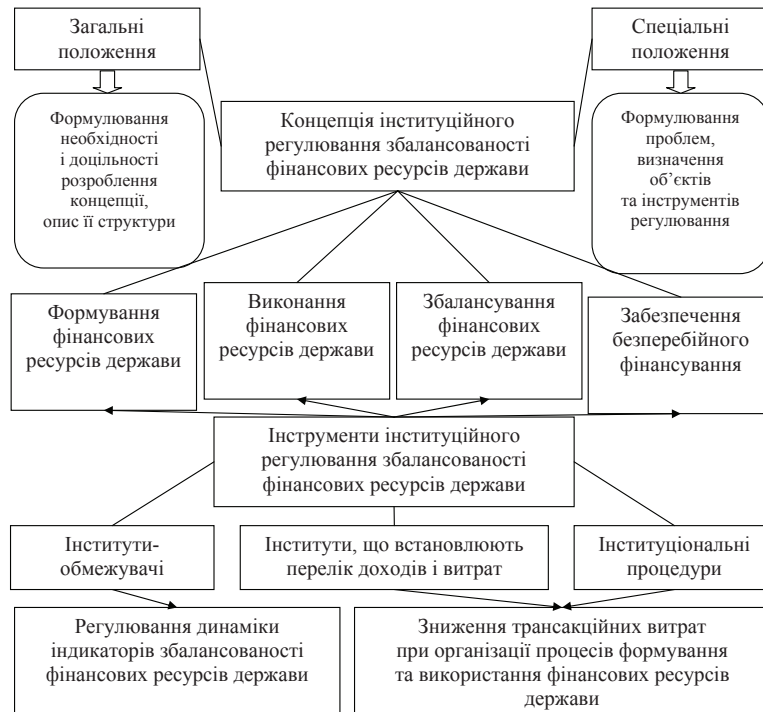 Загальні
положення
Спеціальні
положення
Формулювання
необхідності
і доцільності
розроблення
концепції,
опис її структури
Концепція інституційного
регулювання збалансованості
фінансових ресурсів держави
Формулювання
проблем,
визначення
об’єктів
та інструментів
регулювання
Формування
фінансових
ресурсів держави
Виконання
фінансових
ресурсів держави
Збалансування
фінансових
ресурсів держави
Забезпечення
безперебійного
фінансування
Інструменти інституційного
регулювання збалансованості
фінансових ресурсів держави
Інститути-
обмежувачі
Інститути, що встановлюють
перелік доходів і витрат
Інституціональні
процедури
Регулювання динаміки
індикаторів збалансованості
фінансових ресурсів держави
Зниження трансакційних витрат
при організації процесів формування
та використання фінансових ресурсів
держави